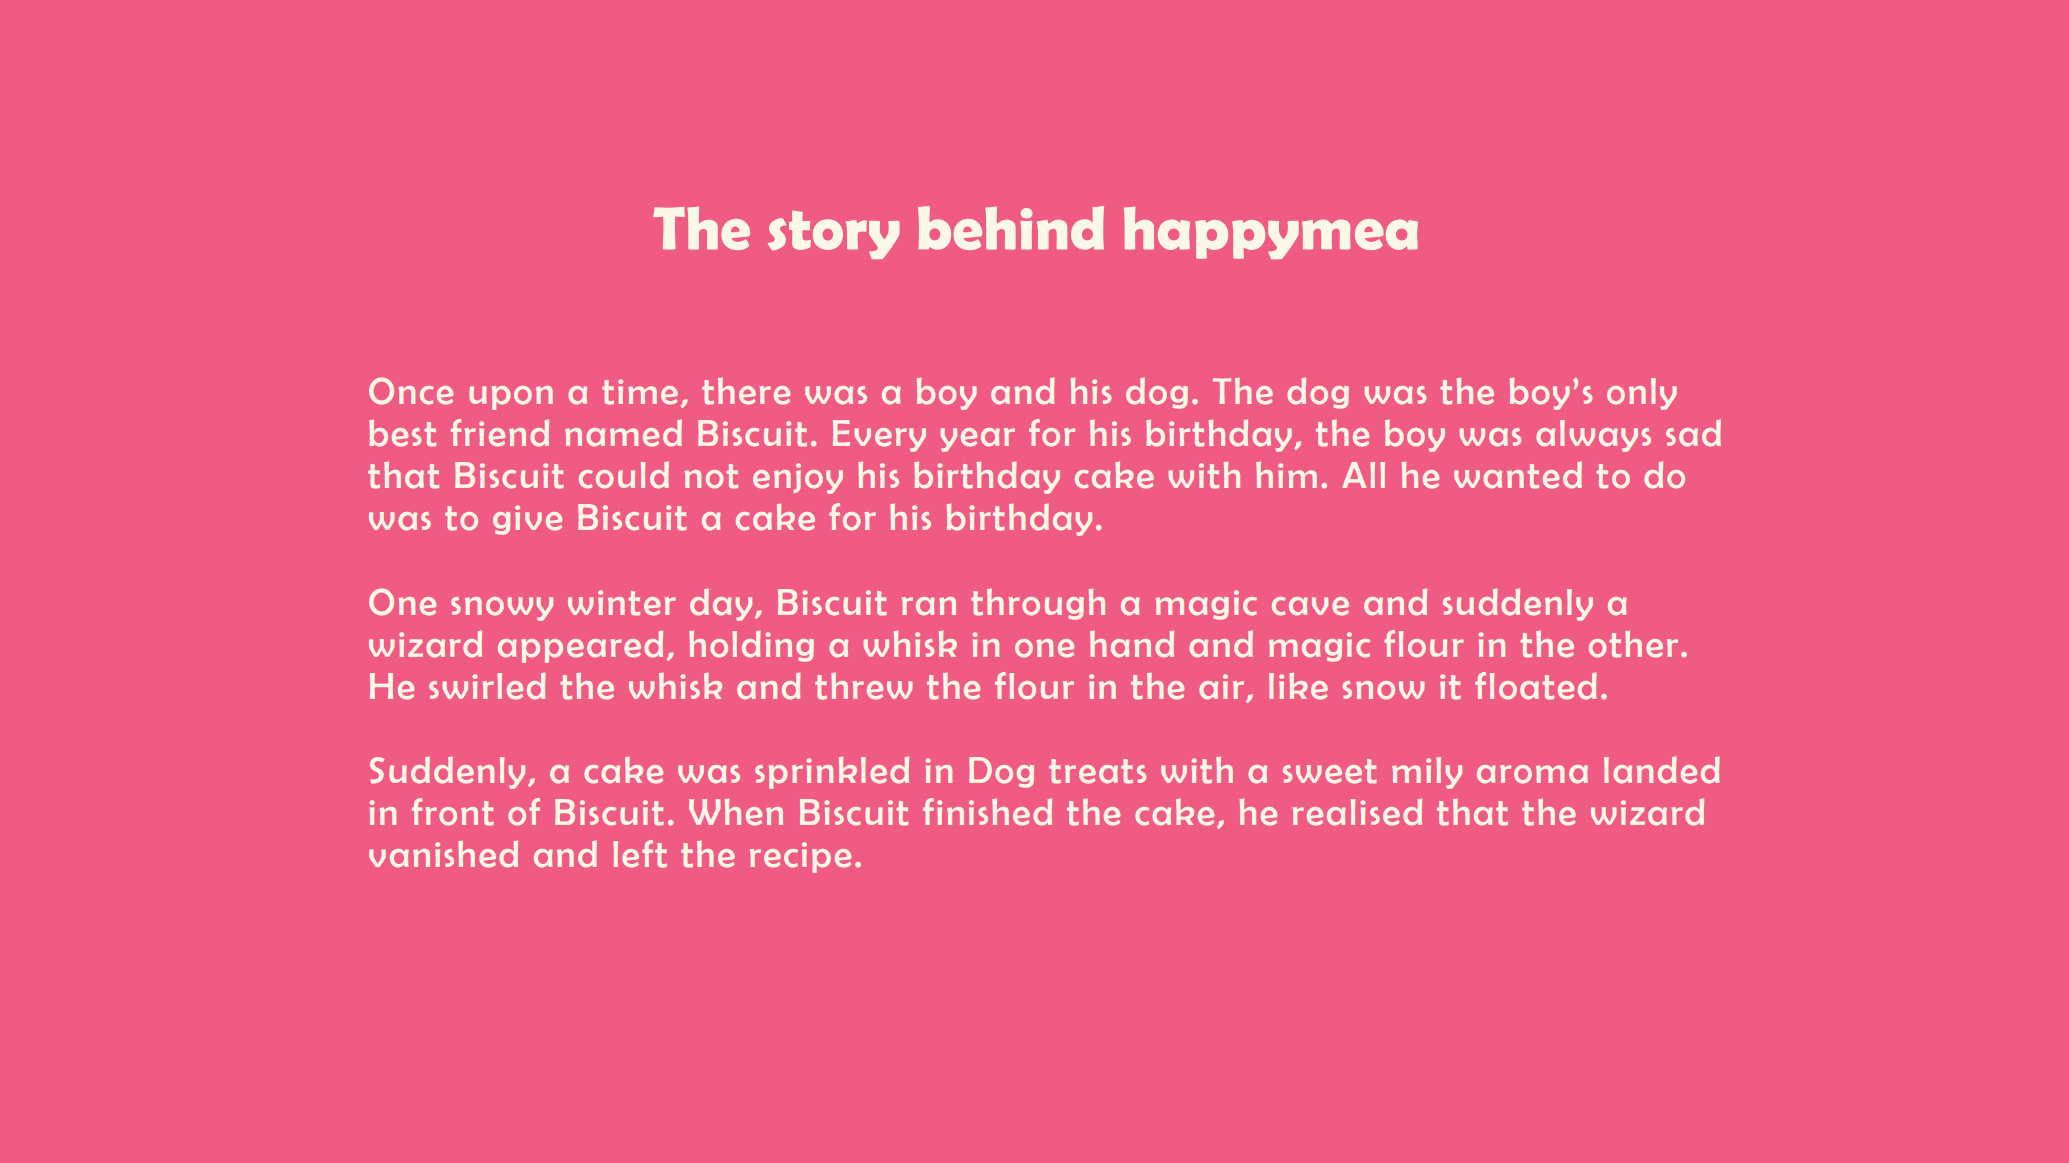 The story behind happymea
Once upon a time, there was a boy and his dog. The dog was the boy’s only
best friend named Biscuit. Every year for his birthday, the boy was always sad
that Biscuit could not enjoy his birthday cake with him. All he wanted to do
was to give Biscuit a cake for his birthday.
One snowy winter day, Biscuit ran through a magic cave and suddenly a
wizard appeared, holding a whisk in one hand and magic flour in the other.
He swirled the whisk and threw the flour in the air, like snow it floated.
Suddenly, a cake was sprinkled in Dog treats with a sweet mily aroma landed
in front of Biscuit. When Biscuit finished the cake, he realised that the wizard
vanished and left the recipe.